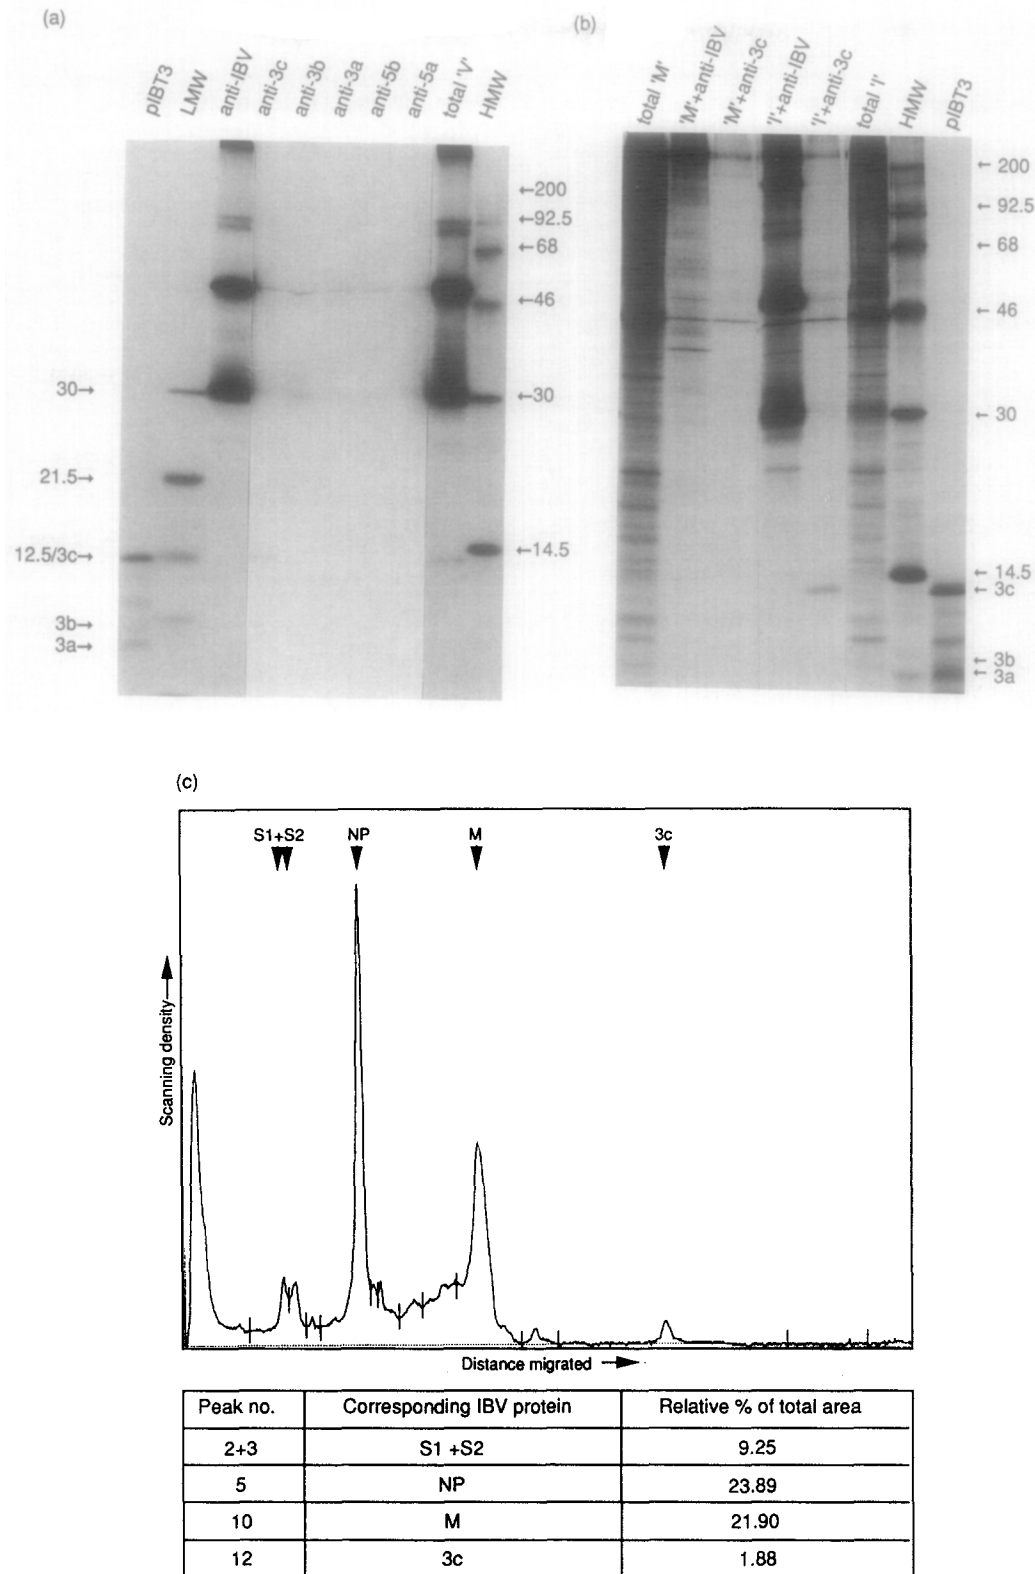 (a)
pIBT3
LMW
anti-IBV
anti-3c
anti-3b
anti-3a
anti-5b
anti-5a
total 'V'
HMW
←200
←92.5
←68
←46
←30
←14.5
30→
21.5→
12.5/3c→
3b→
3a→
(b)
total 'M'
'M'+anti-IBV
'M'+anti-3c
'I'+anti-IBV
'I'+anti-3c
total 'I'
HMW
pIBT3
← 200
← 92.5
← 68
← 46
← 30
← 14.5
← 3c
← 3b
← 3a
(c)
S1+S2 NP M 3c
Scanning density
Distance migrated
Peak no. Corresponding IBV protein Relative % of total area
2+3 S1 +S2 9.25
5 NP 23.89
10 M 21.90
12 3c 1.88